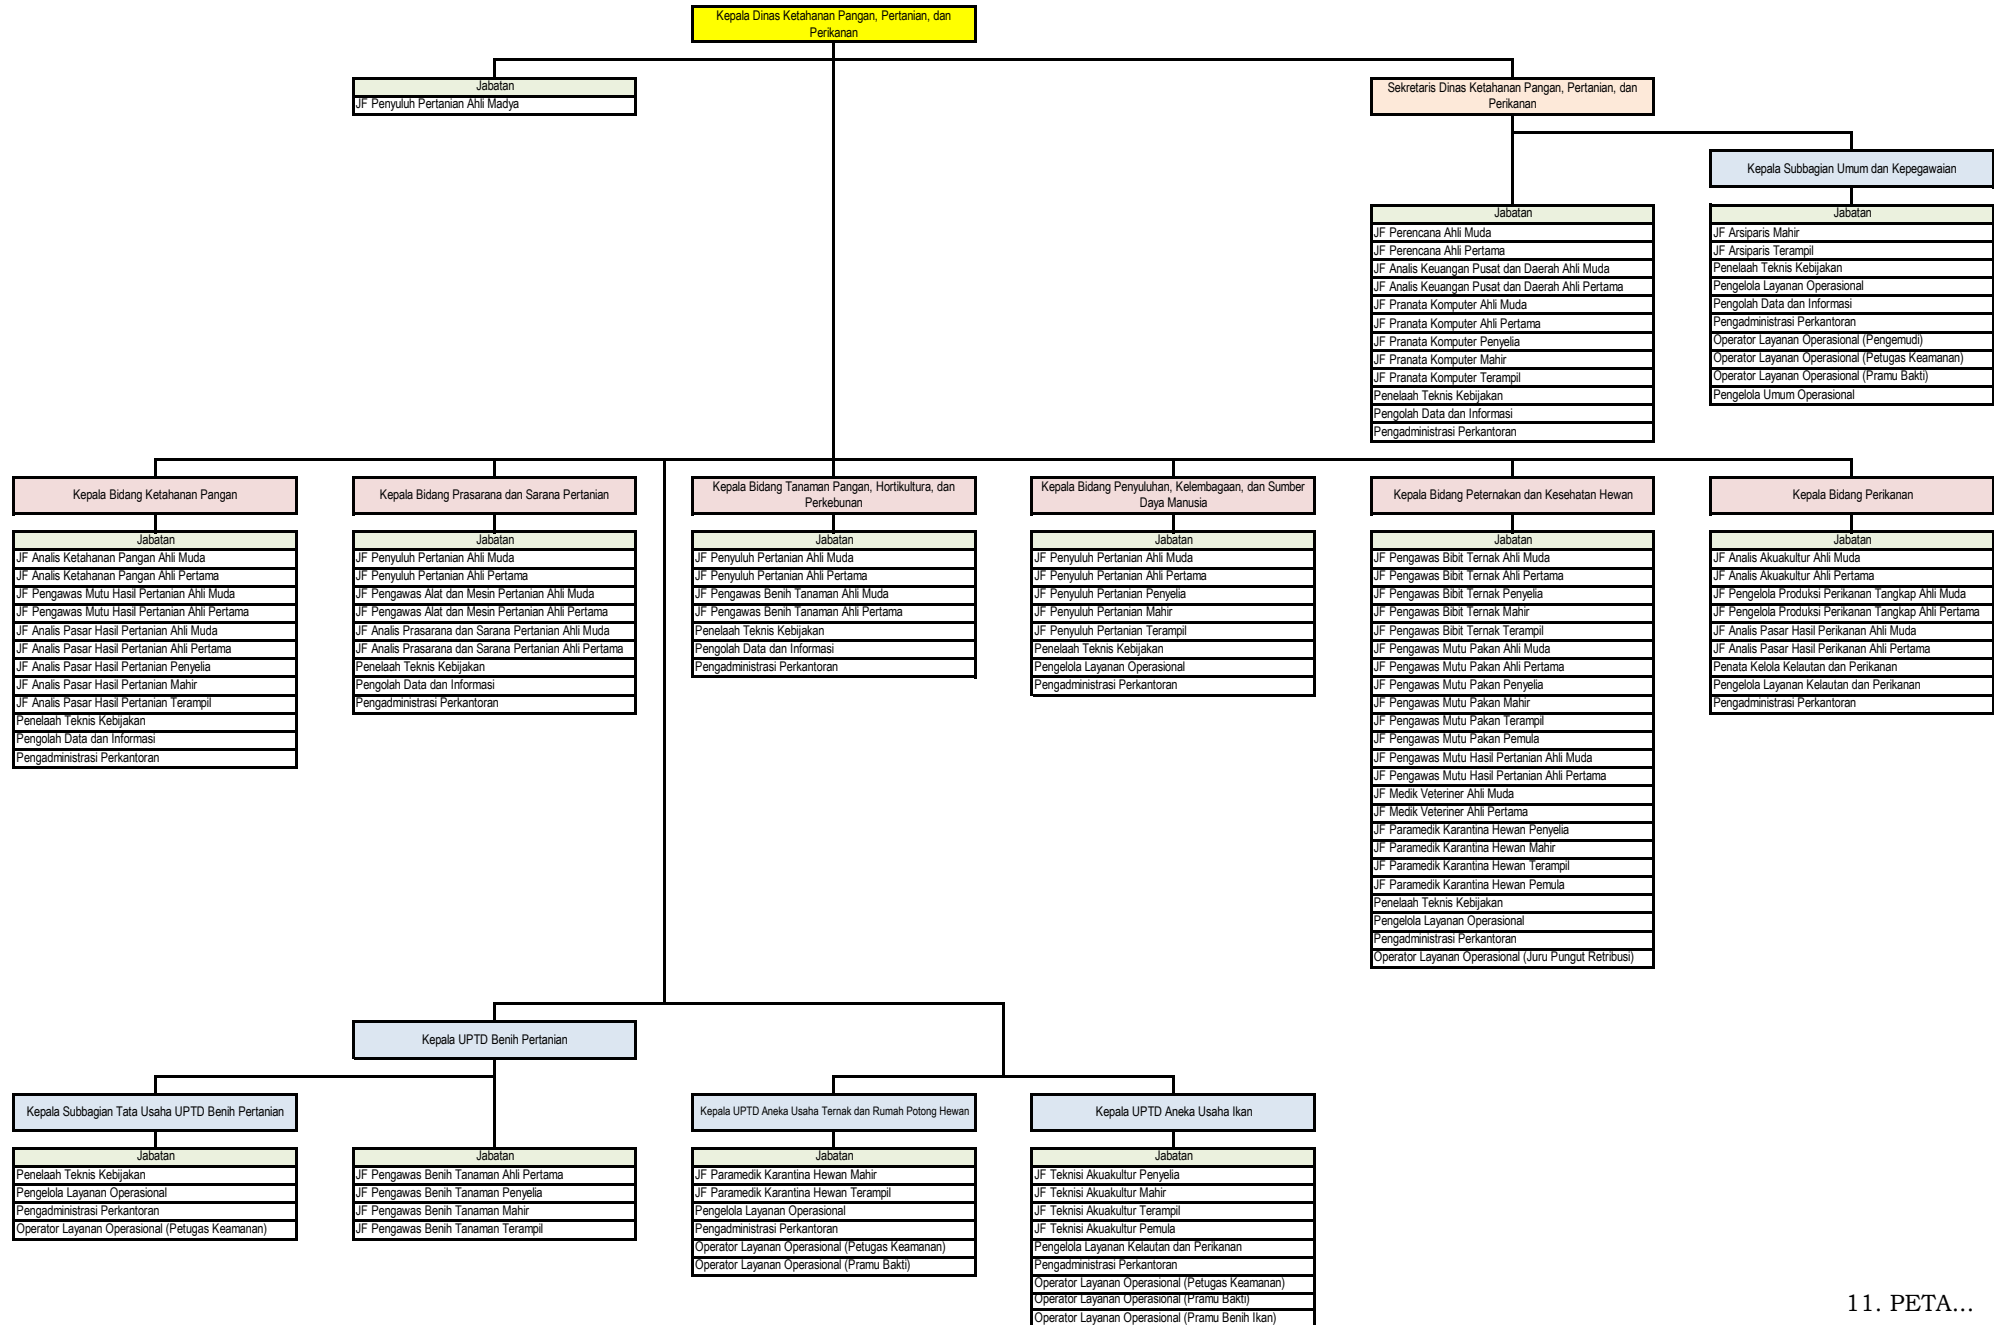 Kepala Dinas Ketahanan Pangan, Pertanian, dan
Perikanan
Jabatan
JF Penyuluh Pertanian Ahli Madya
Sekretaris Dinas Ketahanan Pangan, Pertanian, dan
Perikanan
Kepala Subbagian Umum dan Kepegawaian
Jabatan
JF Perencana Ahli Muda
JF Perencana Ahli Pertama
JF Analis Keuangan Pusat dan Daerah Ahli Muda
JF Analis Keuangan Pusat dan Daerah Ahli Pertama
JF Pranata Komputer Ahli Muda
JF Pranata Komputer Ahli Pertama
JF Pranata Komputer Penyelia
JF Pranata Komputer Mahir
JF Pranata Komputer Terampil
Penelaah Teknis Kebijakan
Pengolah Data dan Informasi
Pengadministrasi Perkantoran
Jabatan
JF Arsiparis Mahir
JF Arsiparis Terampil
Penelaah Teknis Kebijakan
Pengelola Layanan Operasional
Pengolah Data dan Informasi
Pengadministrasi Perkantoran
Operator Layanan Operasional (Pengemudi)
Operator Layanan Operasional (Petugas Keamanan)
Operator Layanan Operasional (Pramu Bakti)
Pengelola Umum Operasional
Kepala Bidang Ketahanan Pangan
Jabatan
JF Analis Ketahanan Pangan Ahli Muda
JF Analis Ketahanan Pangan Ahli Pertama
JF Pengawas Mutu Hasil Pertanian Ahli Muda
JF Pengawas Mutu Hasil Pertanian Ahli Pertama
JF Analis Pasar Hasil Pertanian Ahli Muda
JF Analis Pasar Hasil Pertanian Ahli Pertama
JF Analis Pasar Hasil Pertanian Penyelia
JF Analis Pasar Hasil Pertanian Mahir
JF Analis Pasar Hasil Pertanian Terampil
Penelaah Teknis Kebijakan
Pengolah Data dan Informasi
Pengadministrasi Perkantoran
Kepala Bidang Prasarana dan Sarana Pertanian
Jabatan
JF Penyuluh Pertanian Ahli Muda
JF Penyuluh Pertanian Ahli Pertama
JF Pengawas Alat dan Mesin Pertanian Ahli Muda
JF Pengawas Alat dan Mesin Pertanian Ahli Pertama
JF Analis Prasarana dan Sarana Pertanian Ahli Muda
JF Analis Prasarana dan Sarana Pertanian Ahli Pertama
Penelaah Teknis Kebijakan
Pengolah Data dan Informasi
Pengadministrasi Perkantoran
Kepala Bidang Tanaman Pangan, Hortikultura, dan
Perkebunan
Jabatan
JF Penyuluh Pertanian Ahli Muda
JF Penyuluh Pertanian Ahli Pertama
JF Pengawas Benih Tanaman Ahli Muda
JF Pengawas Benih Tanaman Ahli Pertama
Penelaah Teknis Kebijakan
Pengolah Data dan Informasi
Pengadministrasi Perkantoran
Kepala Bidang Penyuluhan, Kelembagaan, dan Sumber
Daya Manusia
Jabatan
JF Penyuluh Pertanian Ahli Muda
JF Penyuluh Pertanian Ahli Pertama
JF Penyuluh Pertanian Penyelia
JF Penyuluh Pertanian Mahir
JF Penyuluh Pertanian Terampil
Penelaah Teknis Kebijakan
Pengelola Layanan Operasional
Pengadministrasi Perkantoran
Kepala Bidang Peternakan dan Kesehatan Hewan
Jabatan
JF Pengawas Bibit Ternak Ahli Muda
JF Pengawas Bibit Ternak Ahli Pertama
JF Pengawas Bibit Ternak Penyelia
JF Pengawas Bibit Ternak Mahir
JF Pengawas Bibit Ternak Terampil
JF Pengawas Mutu Pakan Ahli Muda
JF Pengawas Mutu Pakan Ahli Pertama
JF Pengawas Mutu Pakan Penyelia
JF Pengawas Mutu Pakan Mahir
JF Pengawas Mutu Pakan Terampil
JF Pengawas Mutu Pakan Pemula
JF Pengawas Mutu Hasil Pertanian Ahli Muda
JF Pengawas Mutu Hasil Pertanian Ahli Pertama
JF Medik Veteriner Ahli Muda
JF Medik Veteriner Ahli Pertama
JF Paramedik Karantina Hewan Penyelia
JF Paramedik Karantina Hewan Mahir
JF Paramedik Karantina Hewan Terampil
JF Paramedik Karantina Hewan Pemula
Penelaah Teknis Kebijakan
Pengelola Layanan Operasional
Pengadministrasi Perkantoran
Operator Layanan Operasional (Juru Pungut Retribusi)
Kepala Bidang Perikanan
Jabatan
JF Analis Akuakultur Ahli Muda
JF Analis Akuakultur Ahli Pertama
JF Pengelola Produksi Perikanan Tangkap Ahli Muda
JF Pengelola Produksi Perikanan Tangkap Ahli Pertama
JF Analis Pasar Hasil Perikanan Ahli Muda
JF Analis Pasar Hasil Perikanan Ahli Pertama
Penata Kelola Kelautan dan Perikanan
Pengelola Layanan Kelautan dan Perikanan
Pengadministrasi Perkantoran
Kepala UPTD Benih Pertanian
Kepala Subbagian Tata Usaha UPTD Benih Pertanian
Jabatan
Penelaah Teknis Kebijakan
Pengelola Layanan Operasional
Pengadministrasi Perkantoran
Operator Layanan Operasional (Petugas Keamanan)
Jabatan
JF Pengawas Benih Tanaman Ahli Pertama
JF Pengawas Benih Tanaman Penyelia
JF Pengawas Benih Tanaman Mahir
JF Pengawas Benih Tanaman Terampil
Kepala UPTD Aneka Usaha Ternak dan Rumah Potong Hewan
Jabatan
JF Paramedik Karantina Hewan Mahir
JF Paramedik Karantina Hewan Terampil
Pengelola Layanan Operasional
Pengadministrasi Perkantoran
Operator Layanan Operasional (Petugas Keamanan)
Operator Layanan Operasional (Pramu Bakti)
Kepala UPTD Aneka Usaha Ikan
Jabatan
JF Teknisi Akuakultur Penyelia
JF Teknisi Akuakultur Mahir
JF Teknisi Akuakultur Terampil
JF Teknisi Akuakultur Pemula
Pengelola Layanan Kelautan dan Perikanan
Pengadministrasi Perkantoran
Operator Layanan Operasional (Petugas Keamanan)
Operator Layanan Operasional (Pramu Bakti)
Operator Layanan Operasional (Pramu Benih Ikan)
11. PETA...